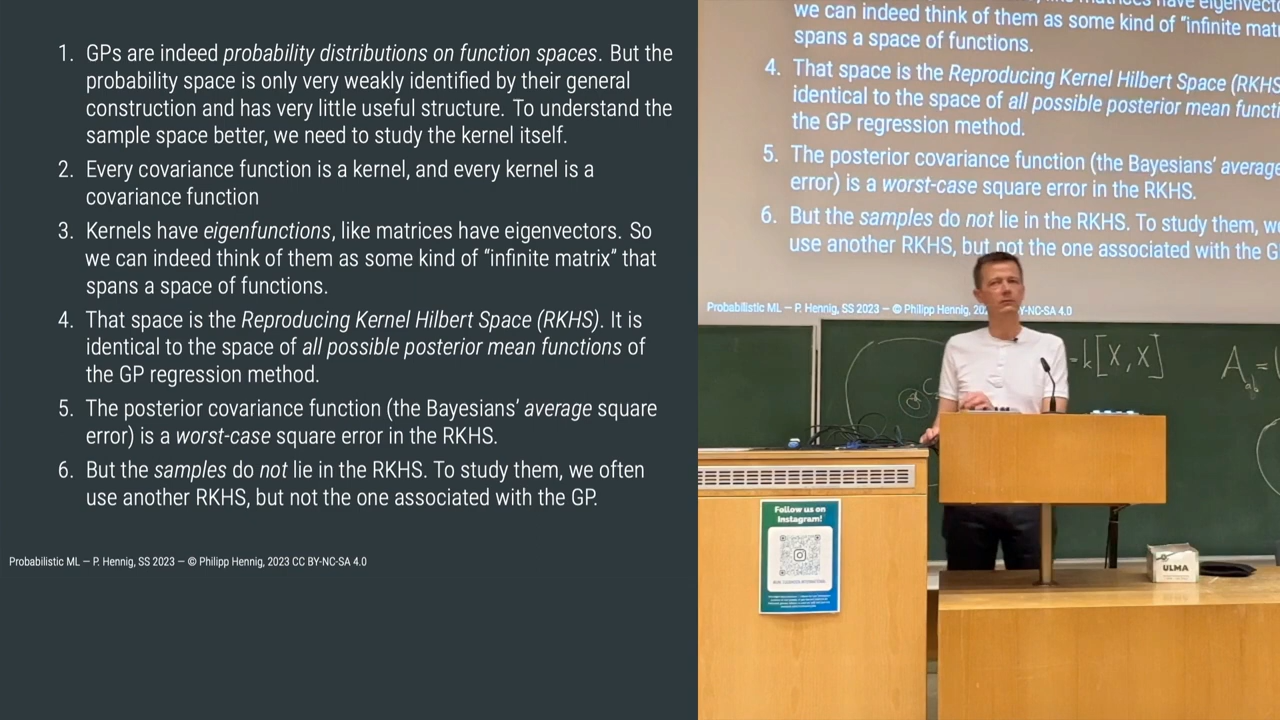 1. GPs are indeed probability distributions on function spaces. But the
probability space is only very weakly identified by their general
construction and has very little useful structure. To understand the
sample space better, we need to study the kernel itself.
2. Every covariance function is a kernel, and every kernel is a
covariance function
3. Kernels have eigenfunctions, like matrices have eigenvectors. So
we can indeed think of them as some kind of “infinite matrix” that
spans a space of functions.
4. That space is the Reproducing Kernel Hilbert Space (RKHS). It is
identical to the space of all possible posterior mean functions of
the GP regression method.
5. The posterior covariance function (the Bayesians’ average square
error) is a worst-case square error in the RKHS.
6. But the samples do not lie in the RKHS. To study them, we often
use another RKHS, but not the one associated with the GP.
Probabilistic ML — P. Hennig, SS 2023 — © Philipp Hennig, 2023 CC BY-NC-SA 4.0
we can indeed think of them as some kind of “infinite
spans a space of functions.
4. That space is the Reproducing Kernel Hilbert Space (RKHS
identical to the space of all possible posterior mean
the GP regression method.
5. The posterior covariance function (the Bayesians’ average
error) is a worst-case square error in the RKHS.
6. But the samples do not lie in the RKHS. To study them,
use another RKHS, but not the one associated with the
Probabilistic ML — P. Hennig, SS 2023 — © Philipp Hennig, BY-NC-SA 4.0
k[X,X]
Follow us on
Instagram!
ULMA